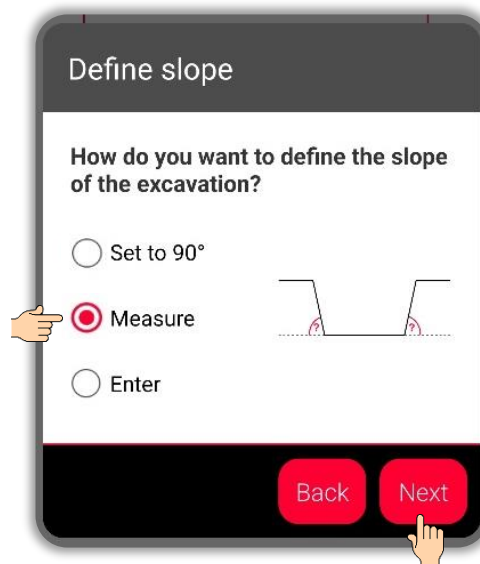 Define slope
How do you want to define the slope
of the excavation?
Set to 90°
Measure
? ?
Enter
Back Next